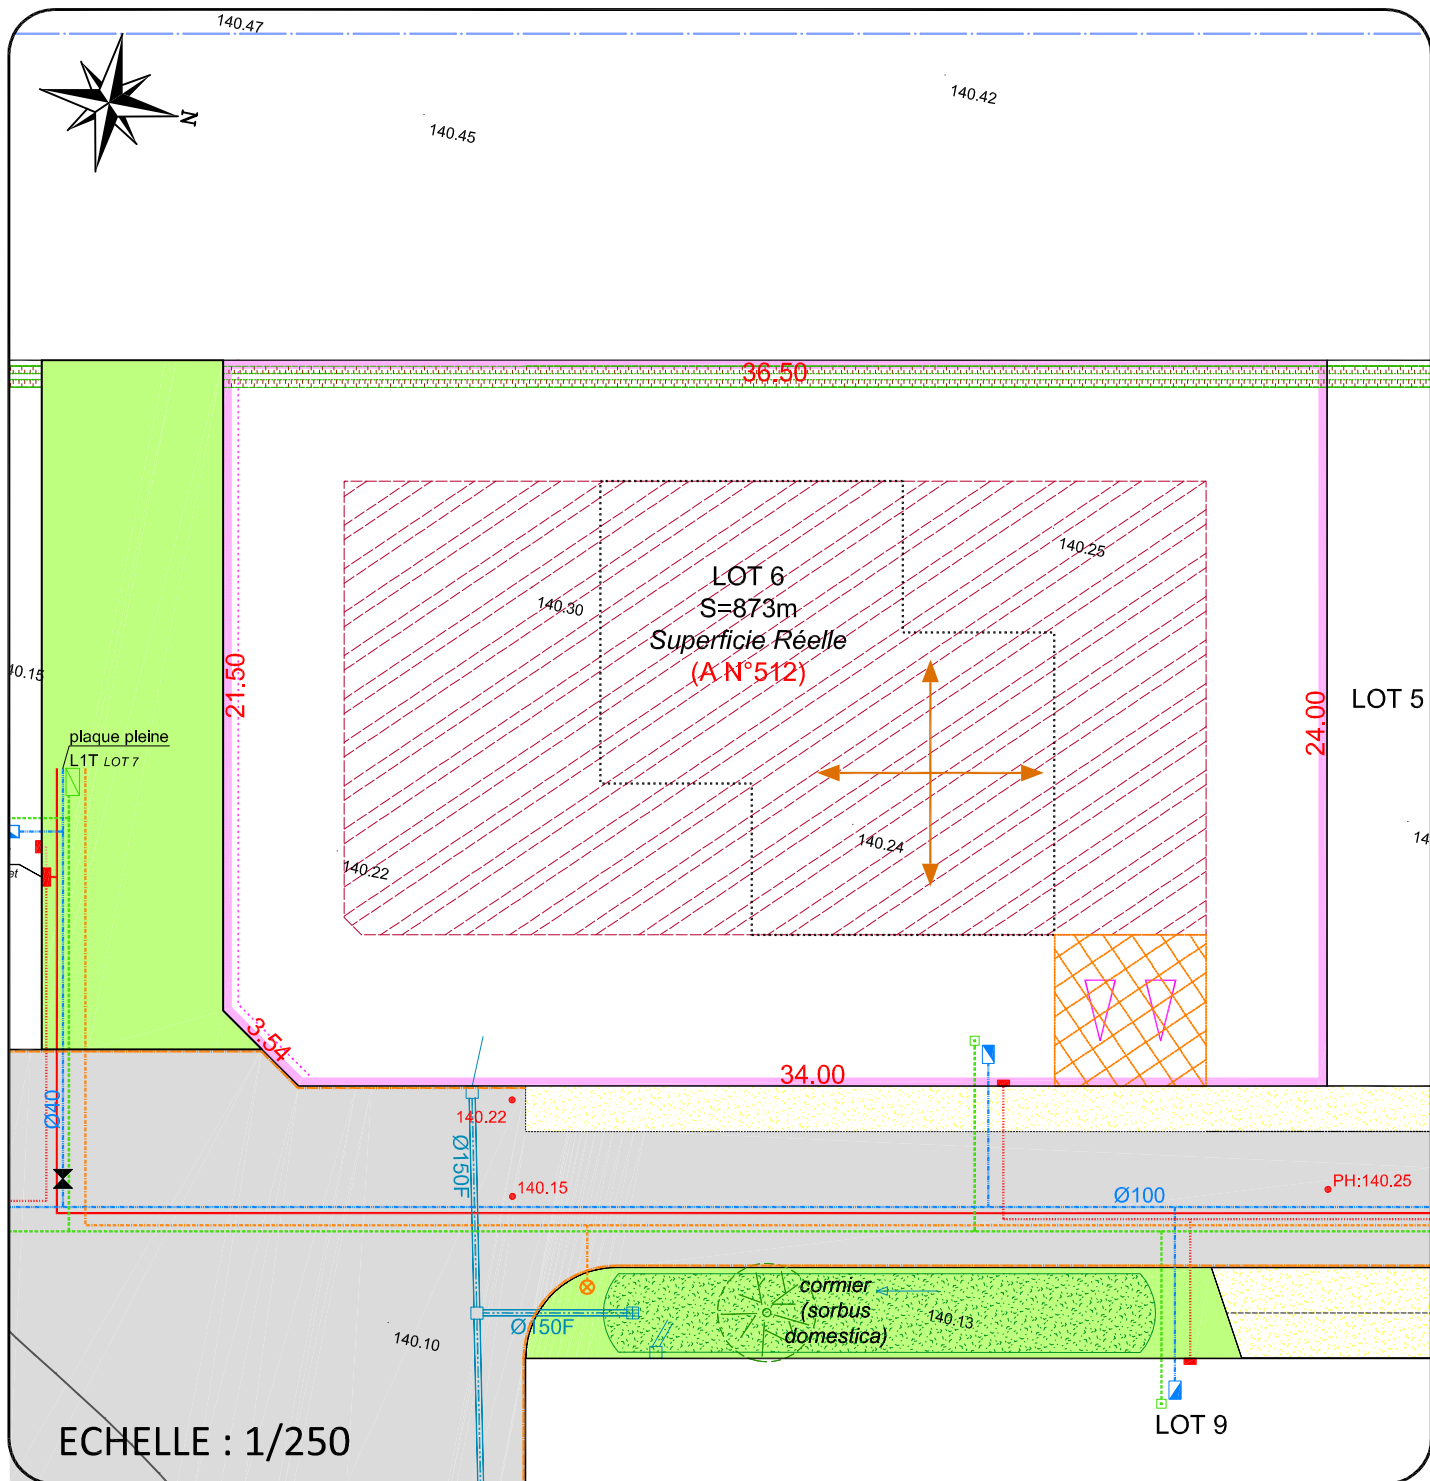 140.47
140.42
140.45
N
36.50
LOT 6
S=873m
Superficie Réelle
(A N°512)
140.25
140.30
21.50
24.00
LOT 5
plaque pleine
L1T LOT 7
140.24
140.22
3.54
34.00
Ø40
140.22
Ø150F
140.15
PH:140.25
Ø100
cormier
(sorbus
domestica)
140.13
Ø150F
140.10
LOT 9
ECHELLE : 1/250